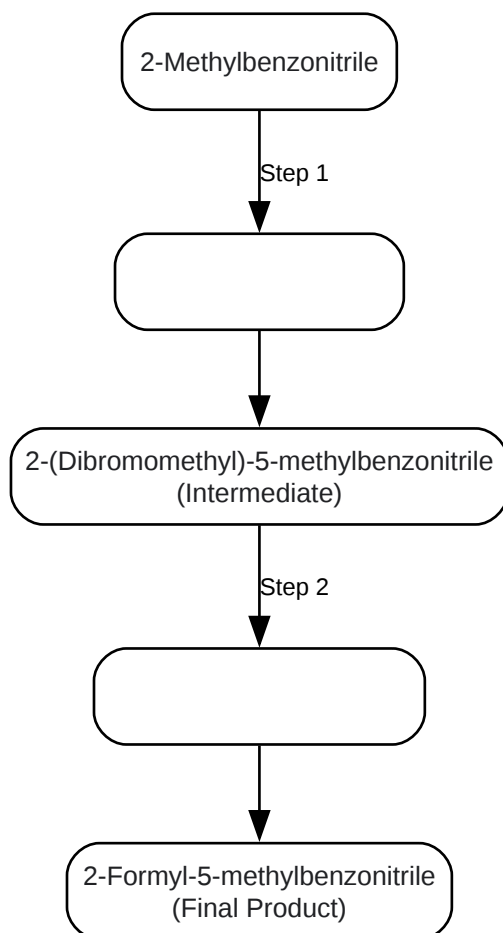 2-Methylbenzonitrile
Step 1
2-(Dibromomethyl)-5-methylbenzonitrile
(Intermediate)
Step 2
2-Formyl-5-methylbenzonitrile
(Final Product)